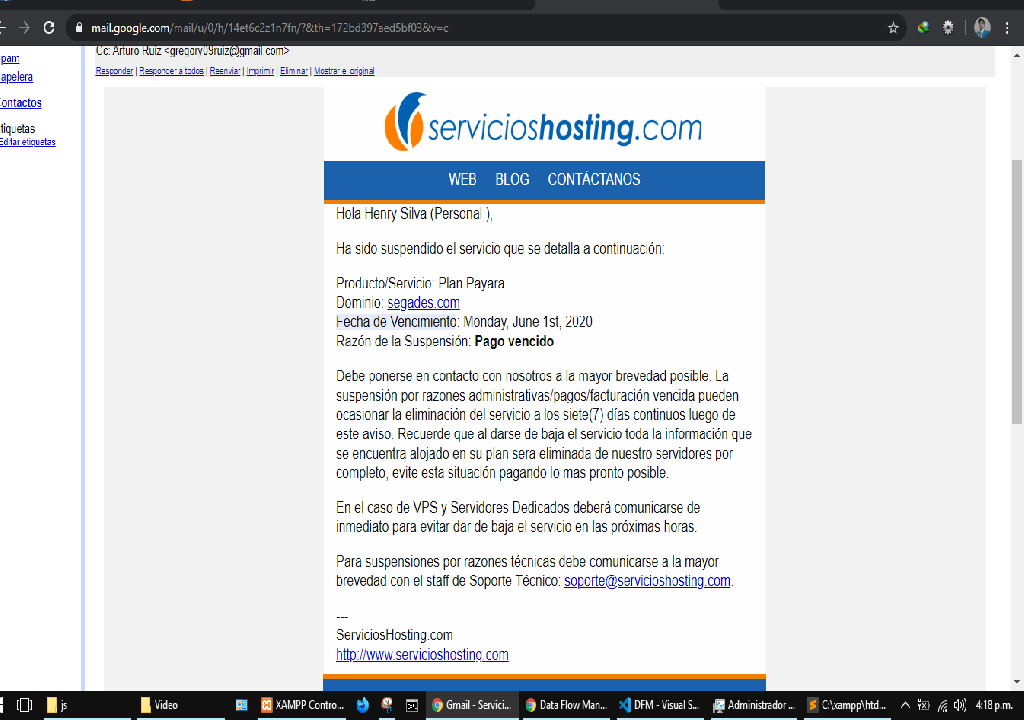 mail.google.com/mail/u/0/h/14et6c2z1n7fn/?&th=172bd397aed5bf03&v=c
Cc: Arturo Ruiz <gregory09ruiz@gmail.com>
Responder | Responder a todos | Reenviar | Imprimir | Eliminar | Mostrar el original
pam
apelera
ontactos
tiquetas
Editar etiquetas
servicioshosting.com
WEB BLOG CONTÁCTANOS
Hola Henry Silva (Personal ),
Ha sido suspendido el servicio que se detalla a continuación:
Producto/Servicio: Plan Payara
Dominio: segades.com
Fecha de Vencimiento: Monday, June 1st, 2020
Razón de la Suspensión: Pago vencido
Debe ponerse en contacto con nosotros a la mayor brevedad posible. La
suspensión por razones administrativas/pagos/facturación vencida pueden
ocasionar la eliminación del servicio a los siete(7) días continuos luego de
este aviso. Recuerde que al darse de baja el servicio toda la información que
se encuentra alojado en su plan sera eliminada de nuestro servidores por
completo, evite esta situación pagando lo mas pronto posible.
En el caso de VPS y Servidores Dedicados deberá comunicarse de
inmediato para evitar dar de baja el servicio en las próximas horas.
Para suspensiones por razones técnicas debe comunicarse a la mayor
brevedad con el staff de Soporte Técnico: soporte@servicioshosting.com.
---
ServiciosHosting.com
http://www.servicioshosting.com
js Video XAMPP Contro... Gmail - Servici... Data Flow Man... DFM - Visual S... Administrador ... C:\xampp\htd... 4:18 p.m.